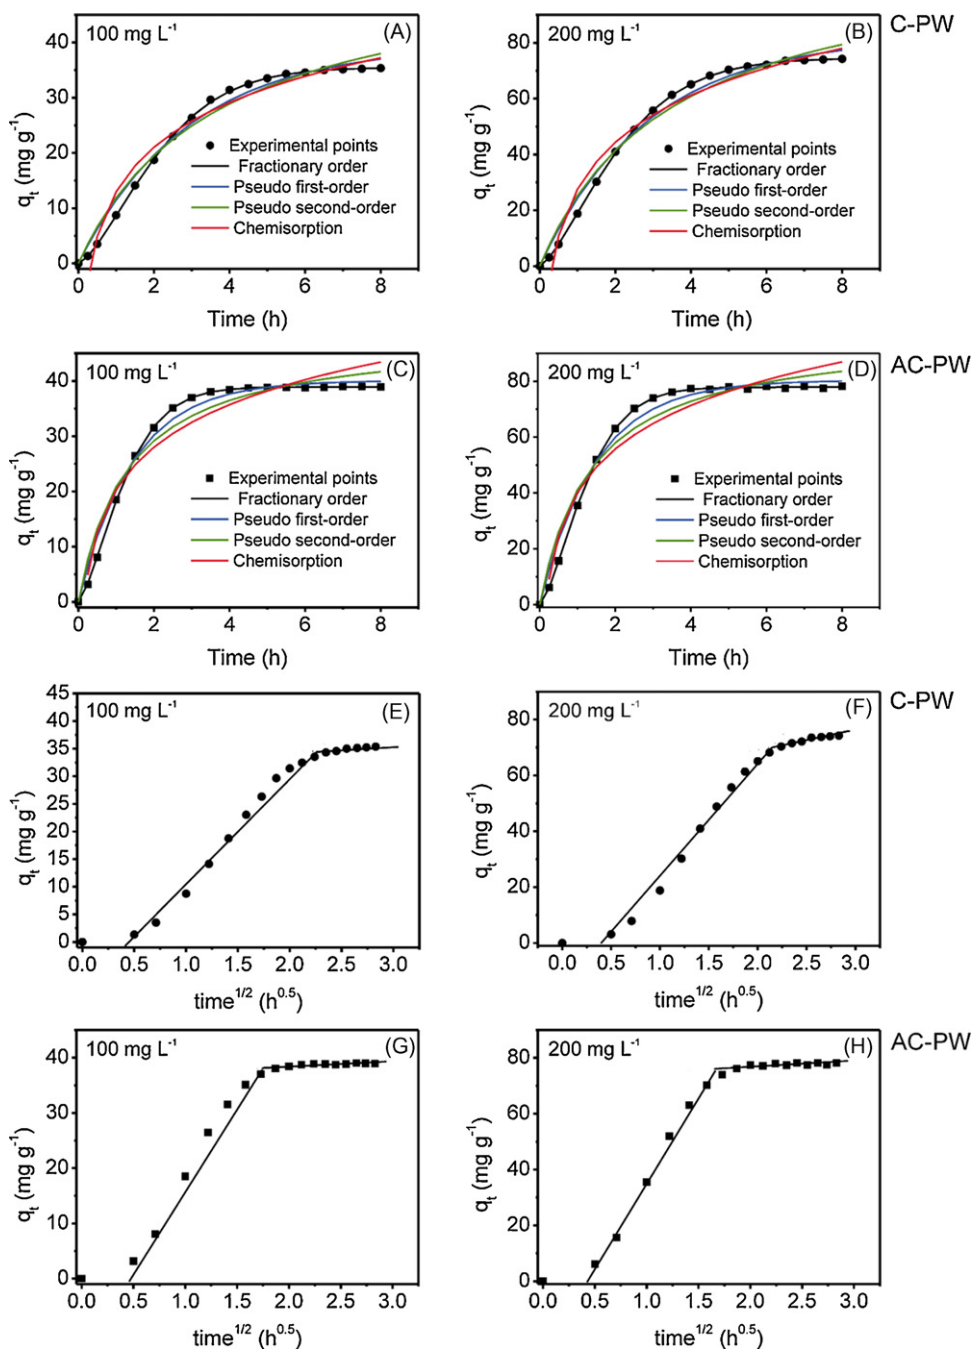 100 mg L⁻¹
(A)
qₜ (mg g⁻¹)
40
30
20
10
0
Experimental points
Fractionary order
Pseudo first-order
Pseudo second-order
Chemisorption
0 2 4 6 8
Time (h)
200 mg L⁻¹
(B)
C-PW
qₜ (mg g⁻¹)
80
60
40
20
0
Experimental points
Fractionary order
Pseudo first-order
Pseudo second-order
Chemisorption
0 2 4 6 8
Time (h)
100 mg L⁻¹
(C)
qₜ (mg g⁻¹)
40
30
20
10
0
Experimental points
Fractionary order
Pseudo first-order
Pseudo second-order
Chemisorption
0 2 4 6 8
Time (h)
200 mg L⁻¹
(D)
AC-PW
qₜ (mg g⁻¹)
80
60
40
20
0
Experimental points
Fractionary order
Pseudo first-order
Pseudo second-order
Chemisorption
0 2 4 6 8
Time (h)
100 mg L⁻¹
(E)
qₜ (mg g⁻¹)
45
40
35
30
25
20
15
10
5
0
0.0 0.5 1.0 1.5 2.0 2.5 3.0
time¹/² (h⁰·⁵)
200 mg L⁻¹
(F)
C-PW
qₜ (mg g⁻¹)
80
60
40
20
0
0.0 0.5 1.0 1.5 2.0 2.5 3.0
time¹/² (h⁰·⁵)
100 mg L⁻¹
(G)
qₜ (mg g⁻¹)
40
30
20
10
0
0.0 0.5 1.0 1.5 2.0 2.5 3.0
time¹/² (h⁰·⁵)
200 mg L⁻¹
(H)
AC-PW
qₜ (mg g⁻¹)
80
60
40
20
0
0.0 0.5 1.0 1.5 2.0 2.5 3.0
time¹/² (h⁰·⁵)